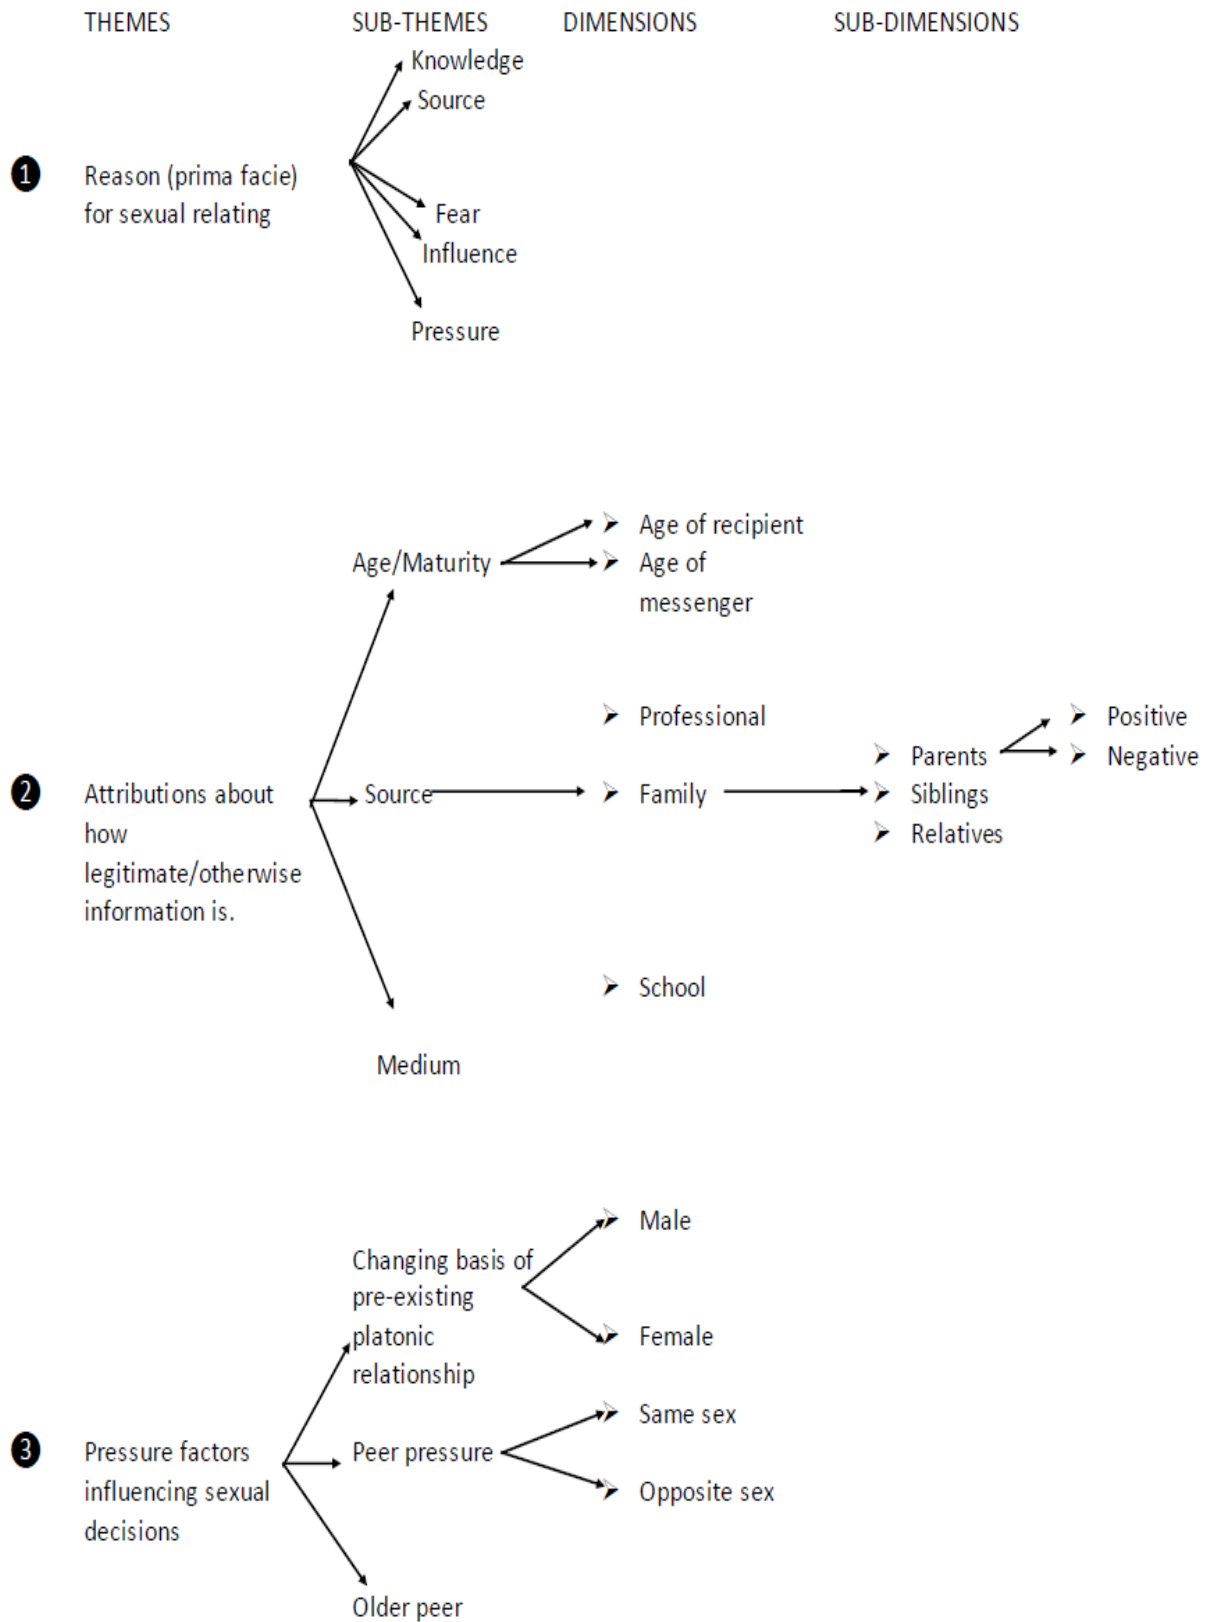 THEMES SUB-THEMES DIMENSIONS SUB-DIMENSIONS
Knowledge
Source
1 Reason (prima facie)
for sexual relating
Fear
Influence
Pressure
Age of recipient
Age/Maturity
Age of
messenger
Professional
Positive
Parents
Negative
2 Attributions about
how
legitimate/otherwise
information is.
Source
Family
Siblings
Relatives
School
Medium
Male
Changing basis of
pre-existing
platonic
relationship
Female
Same sex
3 Pressure factors
influencing sexual
decisions
Peer pressure
Opposite sex
Older peer